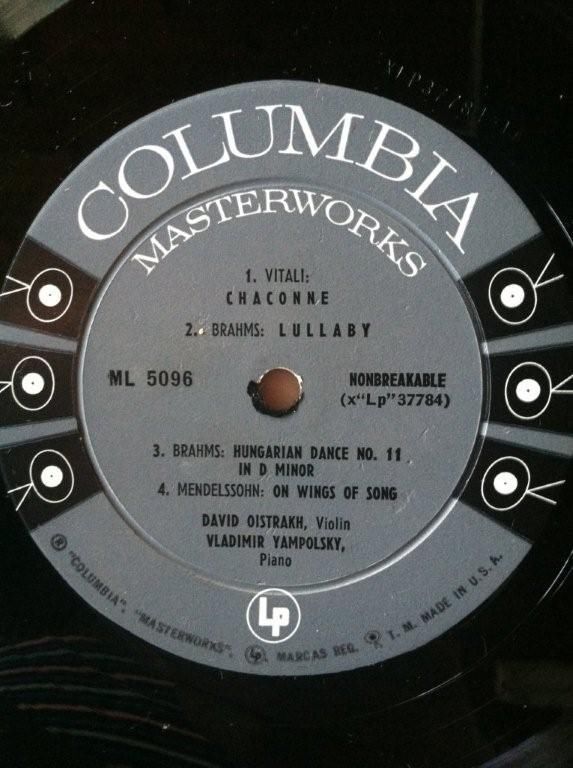 COLUMBIA
MASTERWORKS
1. VITALI:
CHACONNE
2. BRAHMS: LULLABY
ML 5096
NONBREAKABLE
(x"Lp"37784)
3. BRAHMS: HUNGARIAN DANCE NO. 11
IN D MINOR
4. MENDELSSOHN: ON WINGS OF SONG
DAVID OISTRAKH, Violin
VLADIMIR YAMPOLSKY,
Piano
Lp
® "COLUMBIA", "MASTERWORKS", Lp, MARCAS REG. T. M. MADE IN U. S. A.